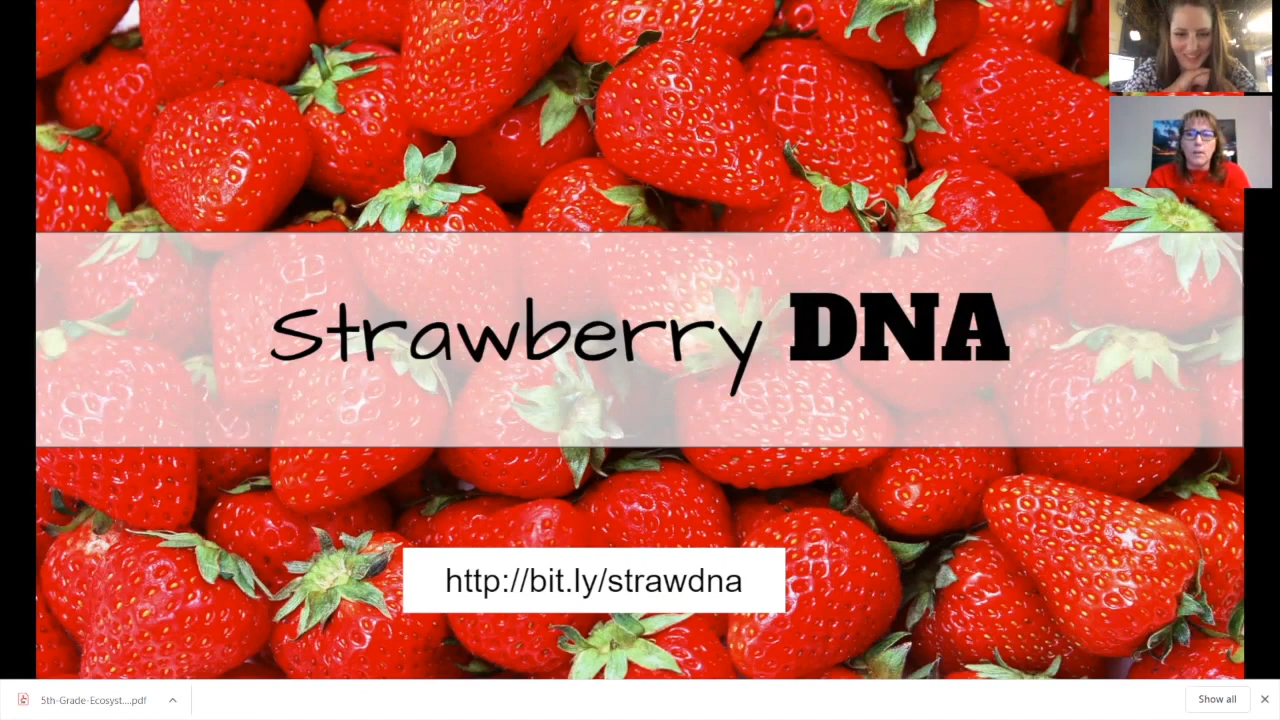 Strawberry DNA
http://bit.ly/strawdna
5th-Grade-Ecosyst....pdf
Show all